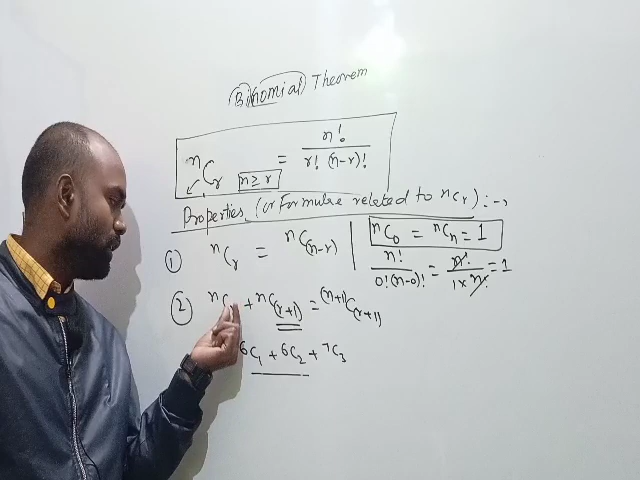 Binomial Theorem
ⁿCᵣ n ≥ r = n! / r! (n-r)!
Properties (or formulae related to ⁿCᵣ) :→
① ⁿCᵣ = ⁿC₍ₙ₋ᵣ₎
ⁿC₀ = ⁿCₙ = 1
n! / 0!(n-0)! = n! / 1×n! = 1
② ⁿC + ⁿC₍ᵣ₊₁₎ = ⁽ⁿ⁺¹⁾C₍ᵣ₊₁₎
⁶C₁ + ⁶C₂ + ⁷C₃